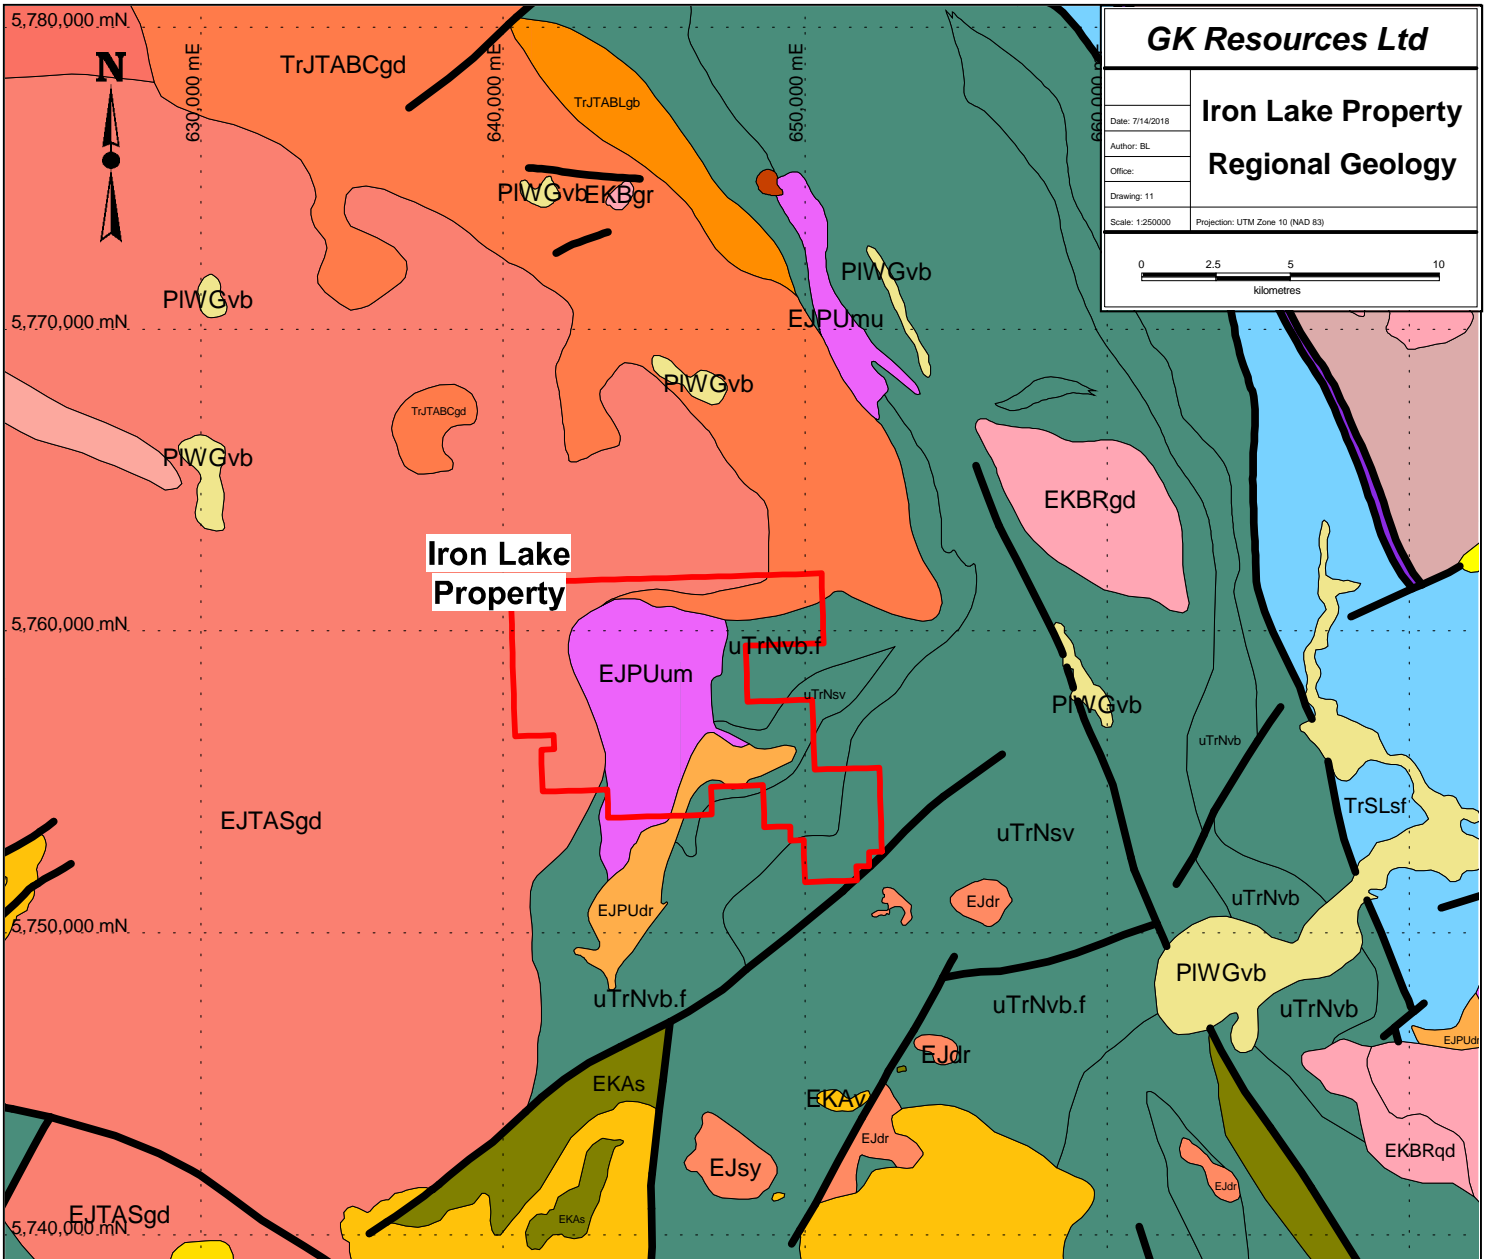 5,780,000 mN
N
TrJTABCgd
630,000 mE
640,000 mE
650,000 mE
TrJTABLgb
GK Resources Ltd
Iron Lake Property
Regional Geology
Date: 7/14/2018
Author: BL
Office:
Drawing: 11
Scale: 1:250000
Projection: UTM Zone 10 (NAD 83)
0 2.5 5 10
kilometres
PlWGvb
EKBgr
PlWGvb
PlWGvb
EJPUmu
5,770,000 mN
PlWGvb
TrJTABCgd
PlWGvb
EKBRgd
Iron Lake
Property
5,760,000 mN
uTrNvb.f
EJPUum
uTrNsv
PlWGvb
uTrNvb
TrSLsf
EJTASgd
uTrNsv
uTrNvb
EJdr
EJPUdr
5,750,000 mN
PlWGvb
uTrNvb.f
uTrNvb.f
uTrNvb
EJPUdr
EJdr
EKAs
EKAv
EJdr
EKBRqd
EJsy
EJdr
EJTASgd
EKAs
5,740,000 mN